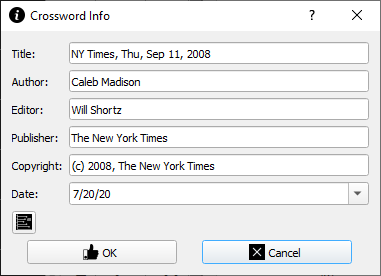 Crossword Info
?
Title: NY Times, Thu, Sep 11, 2008
Author: Caleb Madison
Editor: Will Shortz
Publisher: The New York Times
Copyright: (c) 2008, The New York Times
Date: 7/20/20
OK Cancel